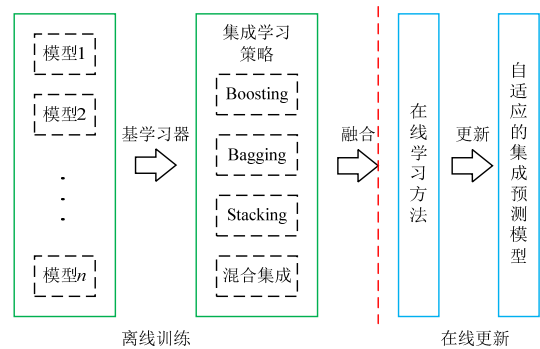 模型1
模型2
模型n
基学习器
集成学习
策略
Boosting
Bagging
Stacking
混合集成
融合
在线学习方法
更新
自适应的集成预测模型
离线训练
在线更新